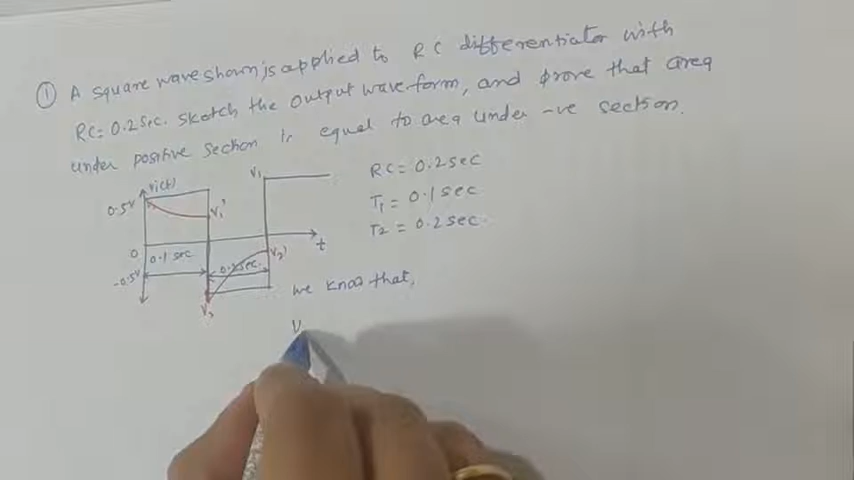 ① A square wave shown is applied to RC differentiator with
RC = 0.2 sec. sketch the output wave form, and prove that area
under positive section is equal to area under -ve section.
Vi(t)
0.5V
V1'
V1
0
0.1 sec
0.2 sec.
V2'
t
-0.5V
V2
RC = 0.2 sec
T1 = 0.1 sec
T2 = 0.2 sec.
we know that,
V